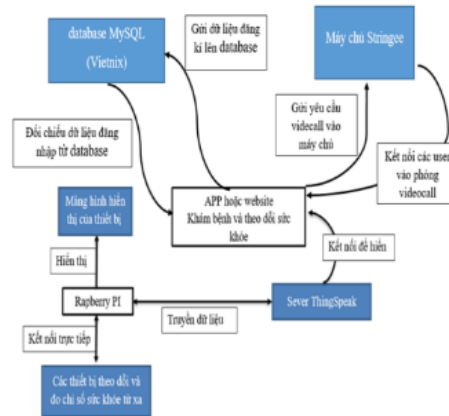 database MySQL
(Vietnix)
Gửi dữ liệu đăng
kí lên database
Máy chủ Stringee
Đối chiếu dữ liệu đăng
nhập từ database
Gửi yêu cầu
videcall vào
máy chủ
Kết nối các user
vào phòng
videcall
Màng hình hiển
thị của thiết bị
APP hoặc website
Khám bệnh và theo dõi sức
khỏe
Hiển thị
Kết nối để hiển
Rapberry PI
Truyền dữ liệu
Sever ThingSpeak
Kết nối trực tiếp
Các thiết bị theo dõi và
đo chỉ số sức khỏe từ xa